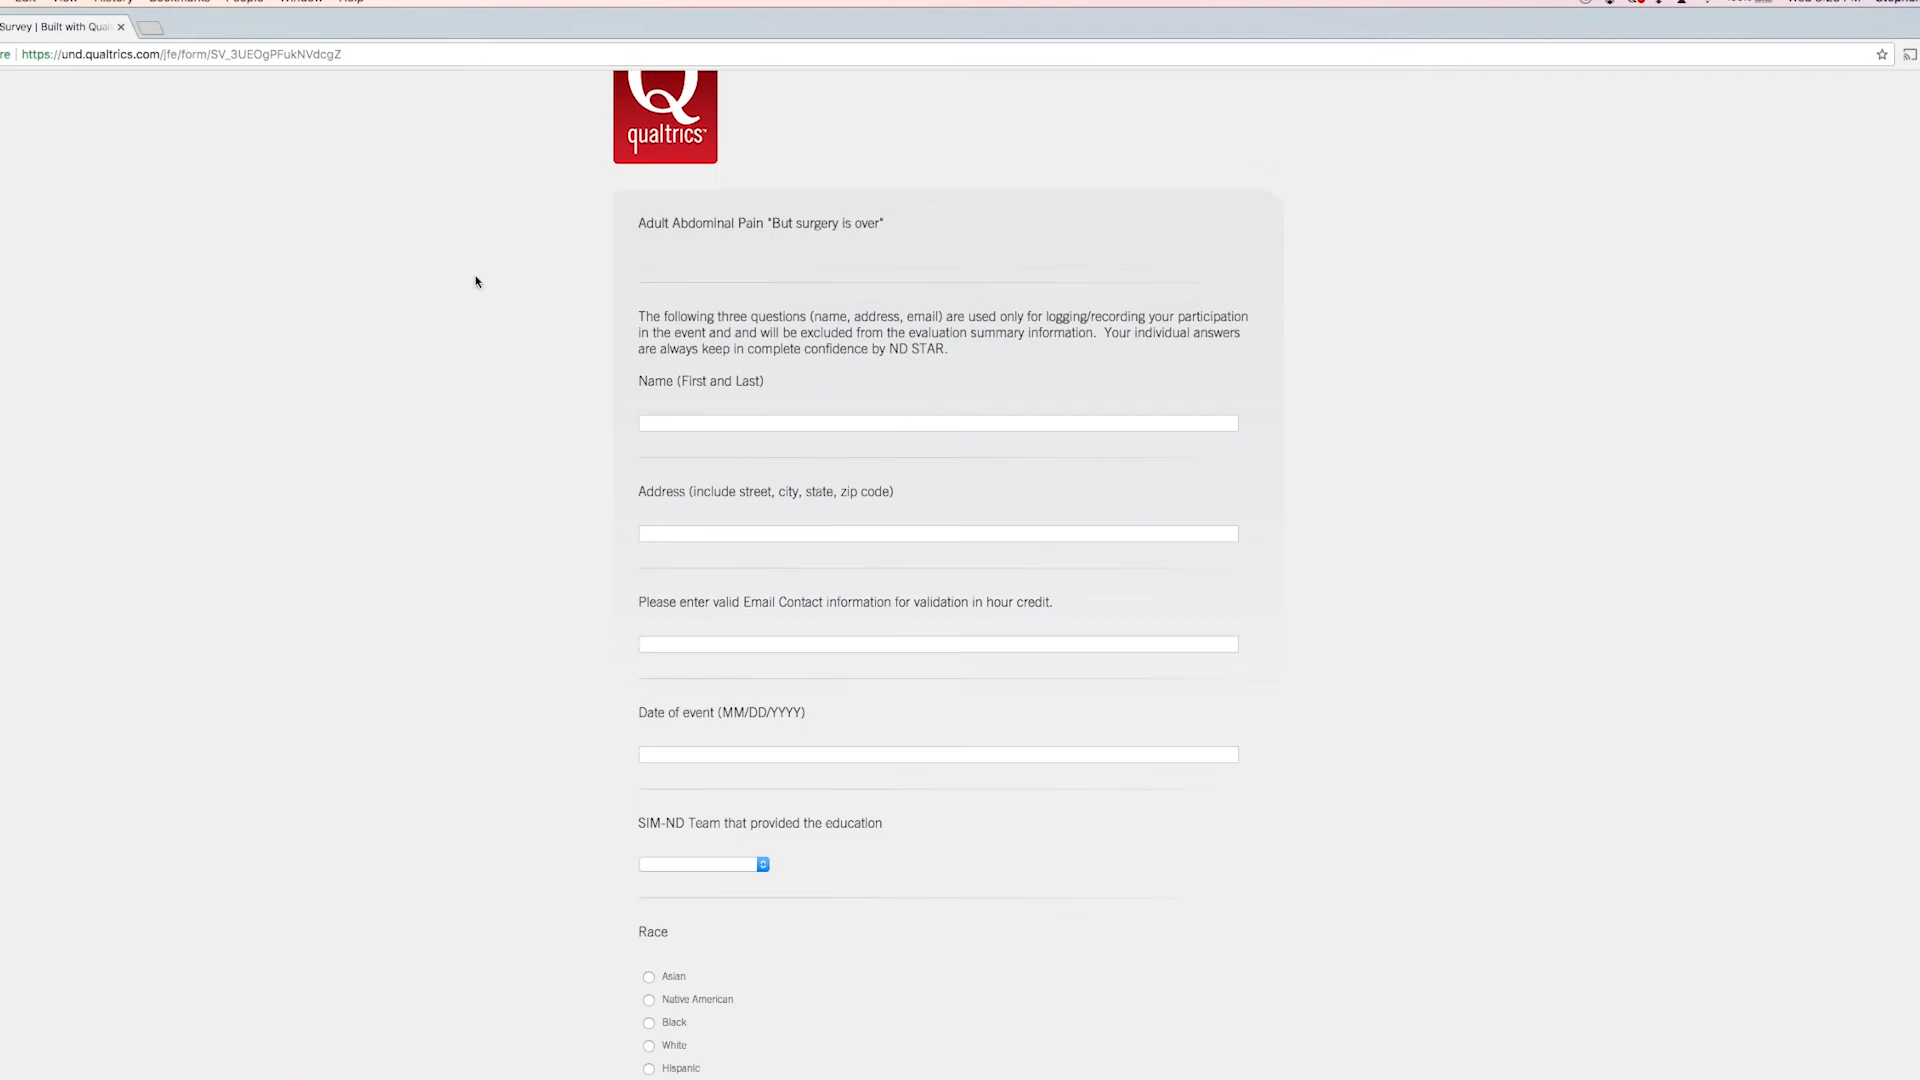 Survey | Built with Qual
https://und.qualtrics.com/jfe/form/SV_3UEOgPFukNVdcgZ
Q
qualtrics™
Adult Abdominal Pain "But surgery is over"
The following three questions (name, address, email) are used only for logging/recording your participation
in the event and and will be excluded from the evaluation summary information.  Your individual answers
are always keep in complete confidence by ND STAR.
Name (First and Last)
Address (include street, city, state, zip code)
Please enter valid Email Contact information for validation in hour credit.
Date of event (MM/DD/YYYY)
SIM-ND Team that provided the education
Race
Asian
Native American
Black
White
Hispanic